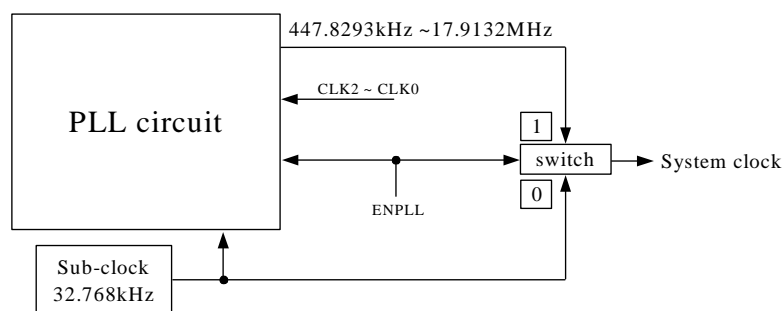 447.8293kHz ~17.9132MHz
CLK2 ~ CLK0
PLL circuit
1
switch
System clock
0
ENPLL
Sub-clock
32.768kHz